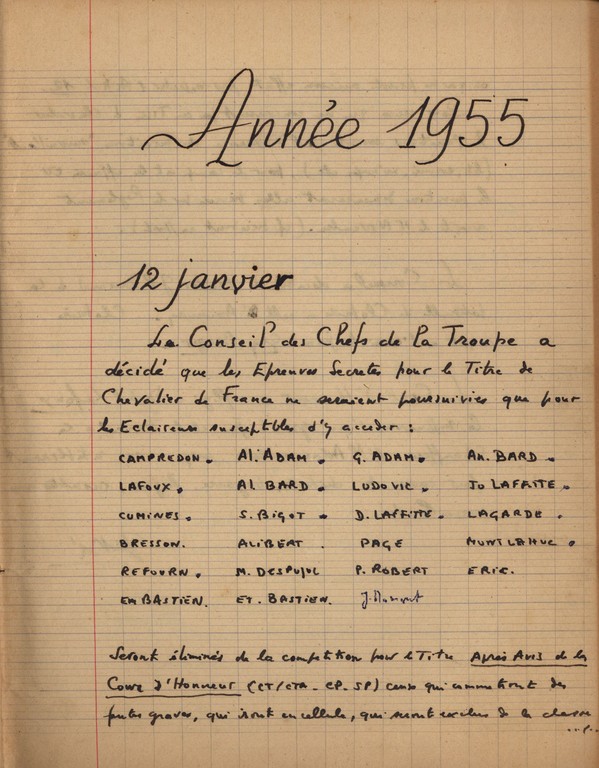 Année 1955
12 janvier
Le Conseil des Chefs de la Troupe a
décidé que les Epreuves Secretes pour le Titre de
Chevalier de France ne seraient poursuivies que pour
les Eclaireurs susceptibles d'y acceder :
CAMPREDON. Al. ADAM. G. ADAM. An. BARD.
LAFOUX. Al BARD. LUDOVIC. Jo LAFFITE.
CUMINES. S. BIGOT. D. LAFFITTE. LAGARDE.
BRESSON. ALIBERT. PAGE MONTLAHUC.
REFOURN. M. DESPUJOL P. ROBERT ERIC.
EM BASTIEN. ET. BASTIEN.
Seront éliminés de la competition pour le Titre Après Avis de la
Cour d'Honneur (CT/CTA - CP - SP) ceux qui commettront des
fautes graves, qui iront en cellule, qui seront exclus de la classe
...